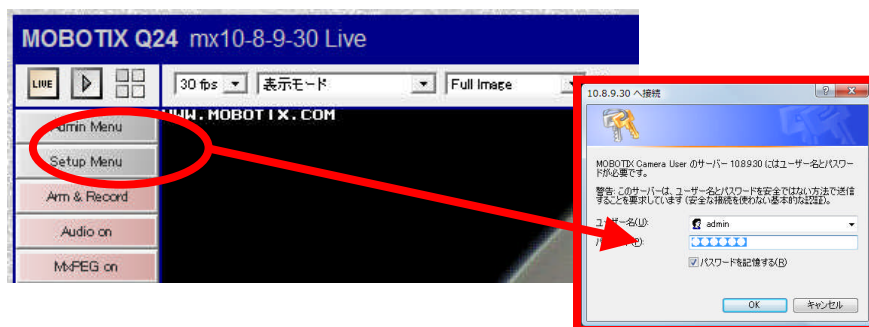 MOBOTIX Q24 mx10-8-9-30 Live
LIVE
30 fps 表示モード Full Image
WWW.MOBOTIX.COM
Admin Menu
Setup Menu
Arm & Record
Audio on
MxPEG on
10.8.9.30 へ接続
MOBOTIX Camera User のサーバー 10.8.9.30 にはユーザー名とパスワー
ドが必要です。
警告: このサーバーは、ユーザー名とパスワードを安全ではない方法で送信
することを要求しています (安全な接続を使わない基本的な認証)。
ユーザー名(U):
admin
(P):
パスワードを記憶する(R)
OK キャンセル